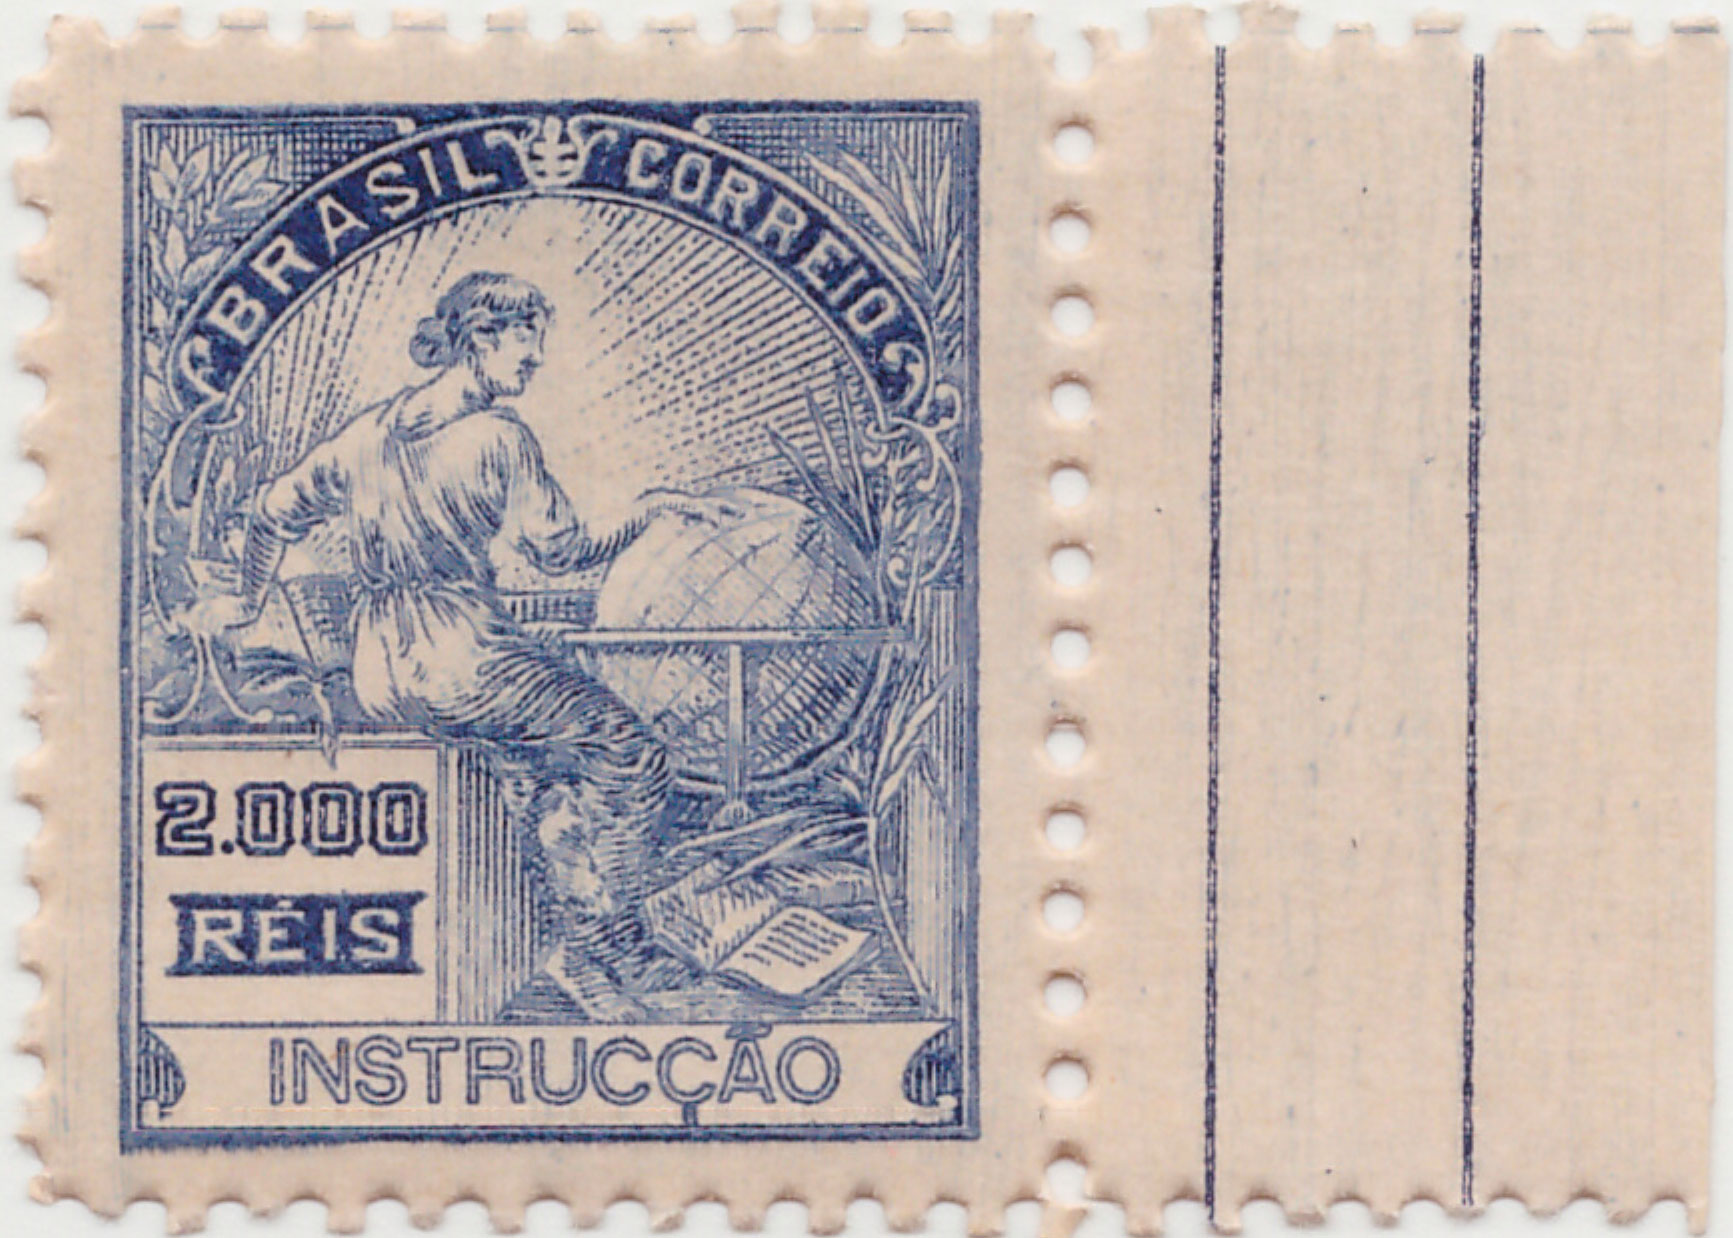 BRASIL CORREIO
2.000
RÉIS
INSTRUCÇÃO